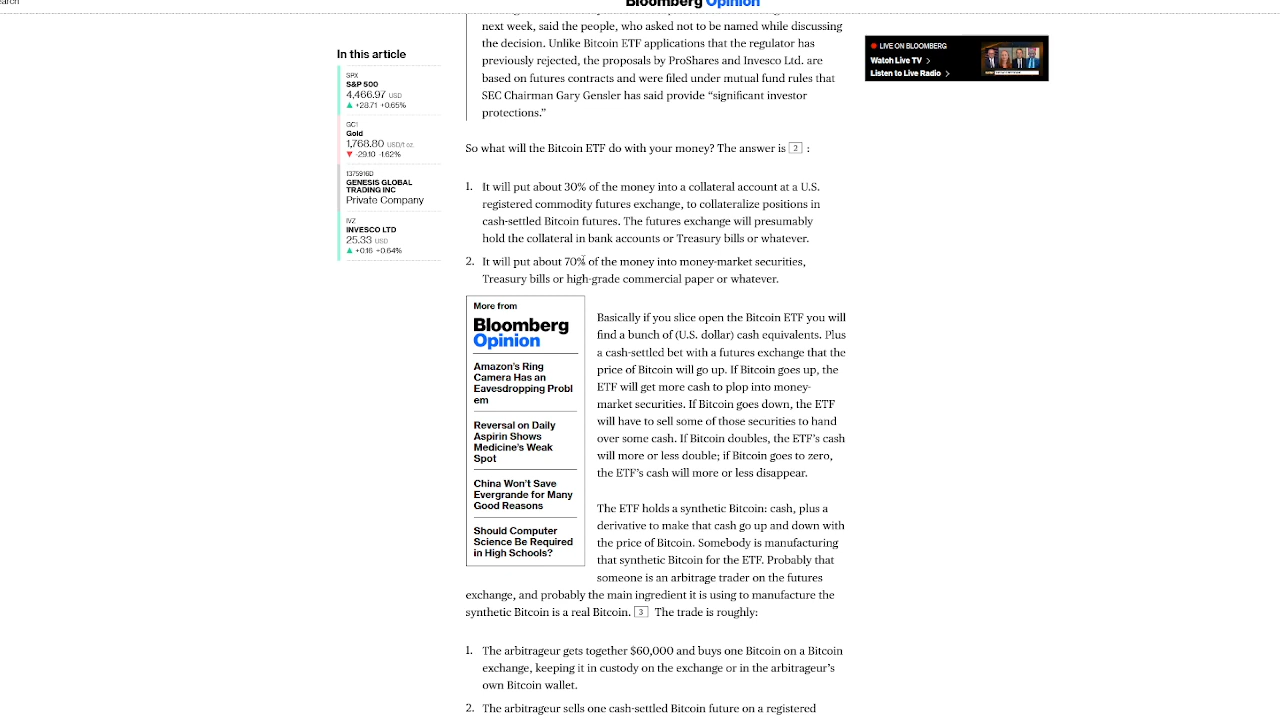 earch
Bloomberg Opinion
In this article
SPX
S&P 500
4,466.97 USD
▲ +28.71 +0.65%
GC1
Gold
1,768.80 USD/t oz.
▼ -29.10 -1.62%
1375916D
GENESIS GLOBAL
TRADING INC
Private Company
IVZ
INVESCO LTD
25.33 USD
▲ +0.16 +0.64%
next week, said the people, who asked not to be named while discussing
the decision. Unlike Bitcoin ETF applications that the regulator has
previously rejected, the proposals by ProShares and Invesco Ltd. are
based on futures contracts and were filed under mutual fund rules that
SEC Chairman Gary Gensler has said provide “significant investor
protections.”
So what will the Bitcoin ETF do with your money? The answer is 2 :
1. It will put about 30% of the money into a collateral account at a U.S.
registered commodity futures exchange, to collateralize positions in
cash-settled Bitcoin futures. The futures exchange will presumably
hold the collateral in bank accounts or Treasury bills or whatever.
2. It will put about 70% of the money into money-market securities,
Treasury bills or high-grade commercial paper or whatever.
More from
Bloomberg
Opinion
Amazon’s Ring
Camera Has an
Eavesdropping Probl
em
Reversal on Daily
Aspirin Shows
Medicine’s Weak
Spot
China Won’t Save
Evergrande for Many
Good Reasons
Should Computer
Science Be Required
in High Schools?
Basically if you slice open the Bitcoin ETF you will
find a bunch of (U.S. dollar) cash equivalents. Plus
a cash-settled bet with a futures exchange that the
price of Bitcoin will go up. If Bitcoin goes up, the
ETF will get more cash to plop into money-
market securities. If Bitcoin goes down, the ETF
will have to sell some of those securities to hand
over some cash. If Bitcoin doubles, the ETF’s cash
will more or less double; if Bitcoin goes to zero,
the ETF’s cash will more or less disappear.
The ETF holds a synthetic Bitcoin: cash, plus a
derivative to make that cash go up and down with
the price of Bitcoin. Somebody is manufacturing
that synthetic Bitcoin for the ETF. Probably that
someone is an arbitrage trader on the futures
exchange, and probably the main ingredient it is using to manufacture the
synthetic Bitcoin is a real Bitcoin. 3 The trade is roughly:
1. The arbitrageur gets together $60,000 and buys one Bitcoin on a Bitcoin
exchange, keeping it in custody on the exchange or in the arbitrageur’s
own Bitcoin wallet.
2. The arbitrageur sells one cash-settled Bitcoin future on a registered
LIVE ON BLOOMBERG
Watch Live TV >
Listen to Live Radio >